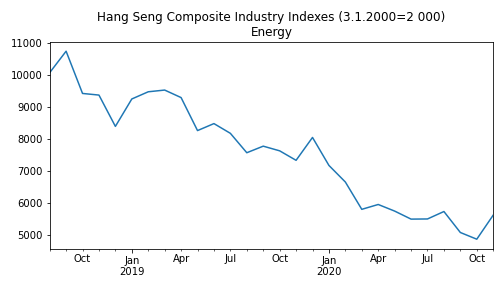 Hang Seng Composite Industry Indexes (3.1.2000=2 000)
Energy
11000
10000
9000
8000
7000
6000
5000
Oct Jan Apr Jul Oct Jan Apr Jul Oct
2019 2020